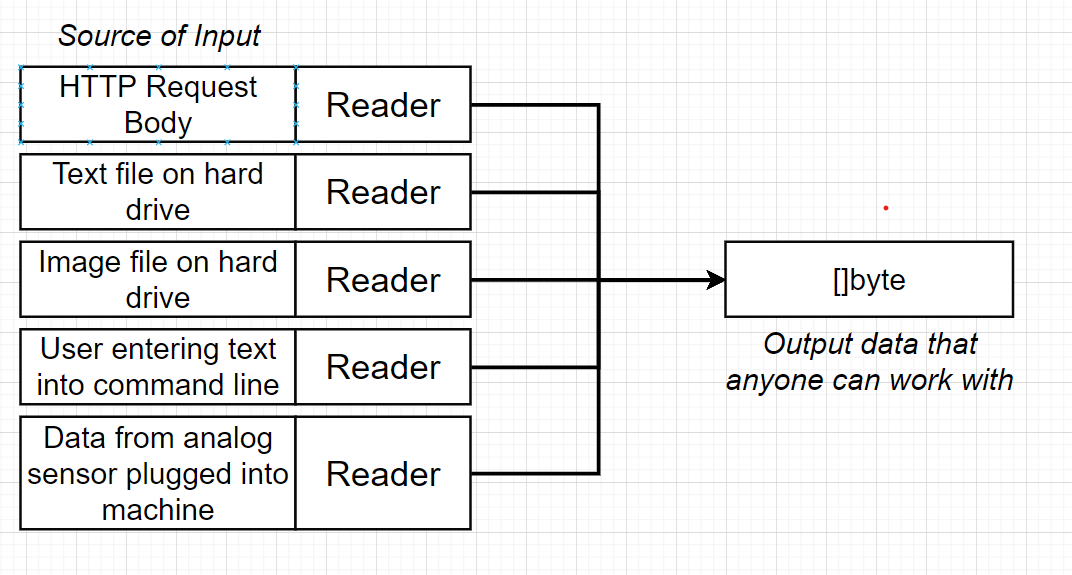 Source of Input
HTTP Request
Body
Reader
Text file on hard
drive
Reader
Image file on hard
drive
Reader
User entering text
into command line
Reader
Data from analog
sensor plugged into
machine
Reader
[]byte
Output data that
anyone can work with